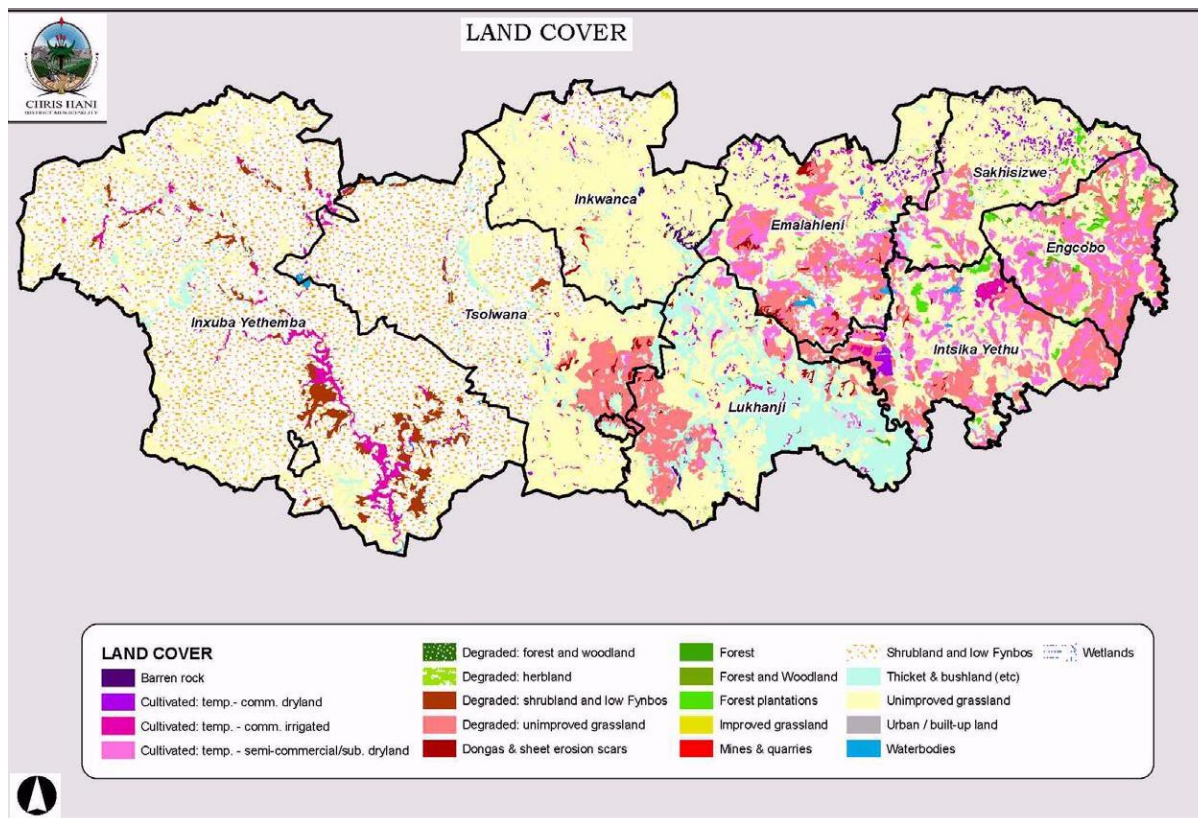 LAND COVER
CHRIS HANI
DISTRICT MUNICIPALITY
Sakhisizwe
Inkwanca
Emalahleni
Engcobo
Inxuba Yethemba
Tsolwana
Intsika Yethu
Lukhanji
LAND COVER
Barren rock
Cultivated: temp.- comm. dryland
Cultivated: temp. - comm. irrigated
Cultivated: temp. - semi-commercial/sub. dryland
Degraded: forest and woodland
Degraded: herbland
Degraded: shrubland and low Fynbos
Degraded: unimproved grassland
Dongas & sheet erosion scars
Forest
Forest and Woodland
Forest plantations
Improved grassland
Mines & quarries
Shrubland and low Fynbos
Thicket & bushland (etc)
Unimproved grassland
Urban / built-up land
Waterbodies
Wetlands